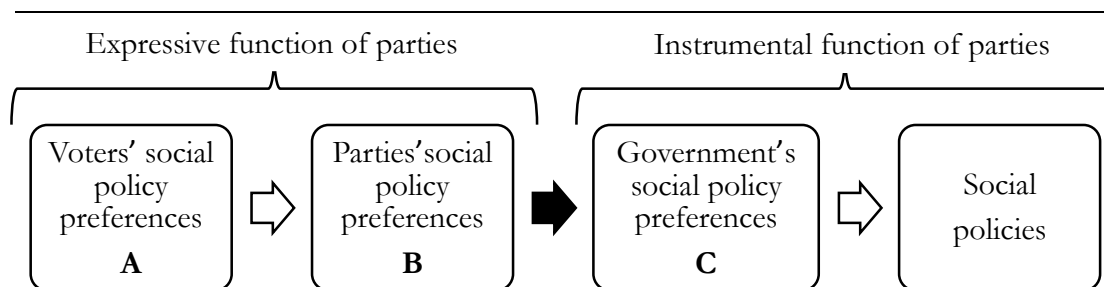 Expressive function of parties
Instrumental function of parties
Voters’ social
policy
preferences
A
Parties’social
policy
preferences
B
Government’s
social policy
preferences
C
Social
policies